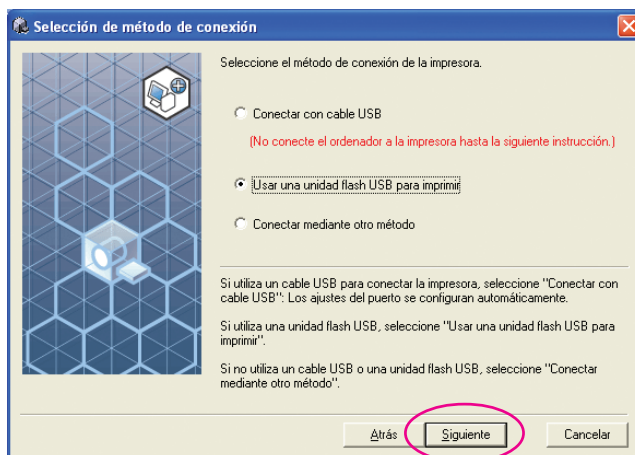 Selección de método de conexión
Seleccione el método de conexión de la impresora.
Conectar con cable USB
(No conecte el ordenador a la impresora hasta la siguiente instrucción.)
Usar una unidad flash USB para imprimir
Conectar mediante otro método
Si utiliza un cable USB para conectar la impresora, seleccione "Conectar con
cable USB": Los ajustes del puerto se configuran automáticamente.
Si utiliza una unidad flash USB, seleccione "Usar una unidad flash USB para
imprimir".
Si no utiliza un cable USB o una unidad flash USB, seleccione "Conectar
mediante otro método".
Atrás Siguiente Cancelar